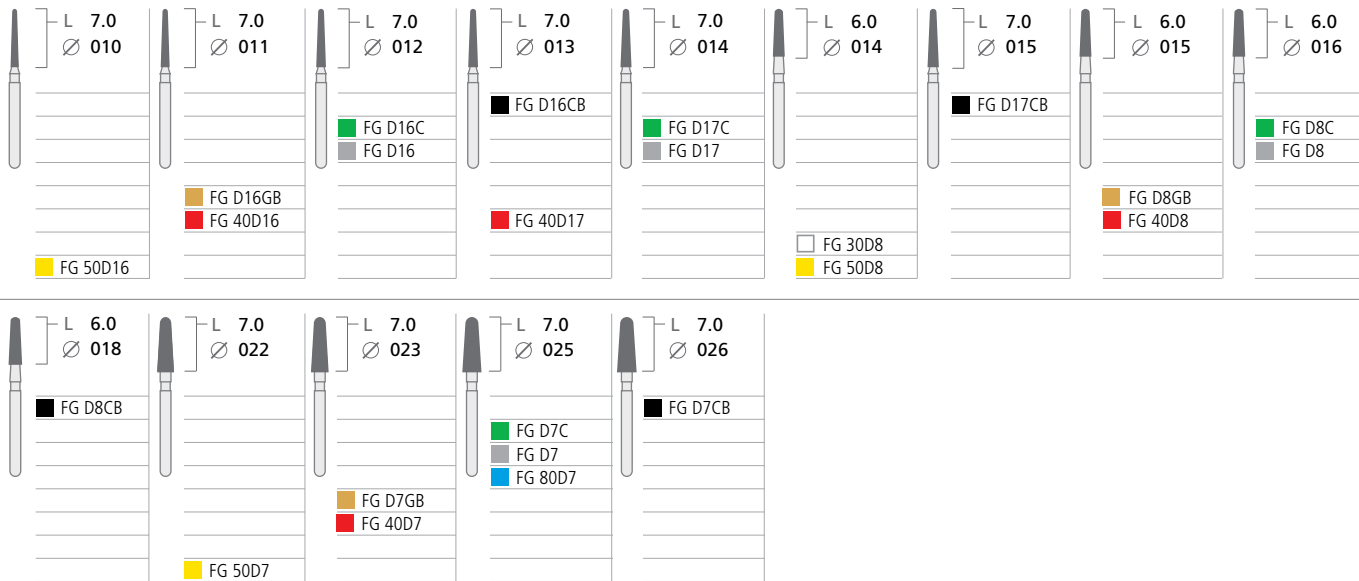 L 7.0
∅ 010
FG 50D16
L 7.0
∅ 011
FG D16GB
FG 40D16
L 7.0
∅ 012
FG D16C
FG D16
L 7.0
∅ 013
FG D16CB
FG 40D17
L 7.0
∅ 014
FG D17C
FG D17
L 6.0
∅ 014
FG 30D8
FG 50D8
L 7.0
∅ 015
FG D17CB
L 6.0
∅ 015
FG D8GB
FG 40D8
L 6.0
∅ 016
FG D8C
FG D8
L 6.0
∅ 018
FG D8CB
L 7.0
∅ 022
FG 50D7
L 7.0
∅ 023
FG D7GB
FG 40D7
L 7.0
∅ 025
FG D7C
FG D7
FG 80D7
L 7.0
∅ 026
FG D7CB